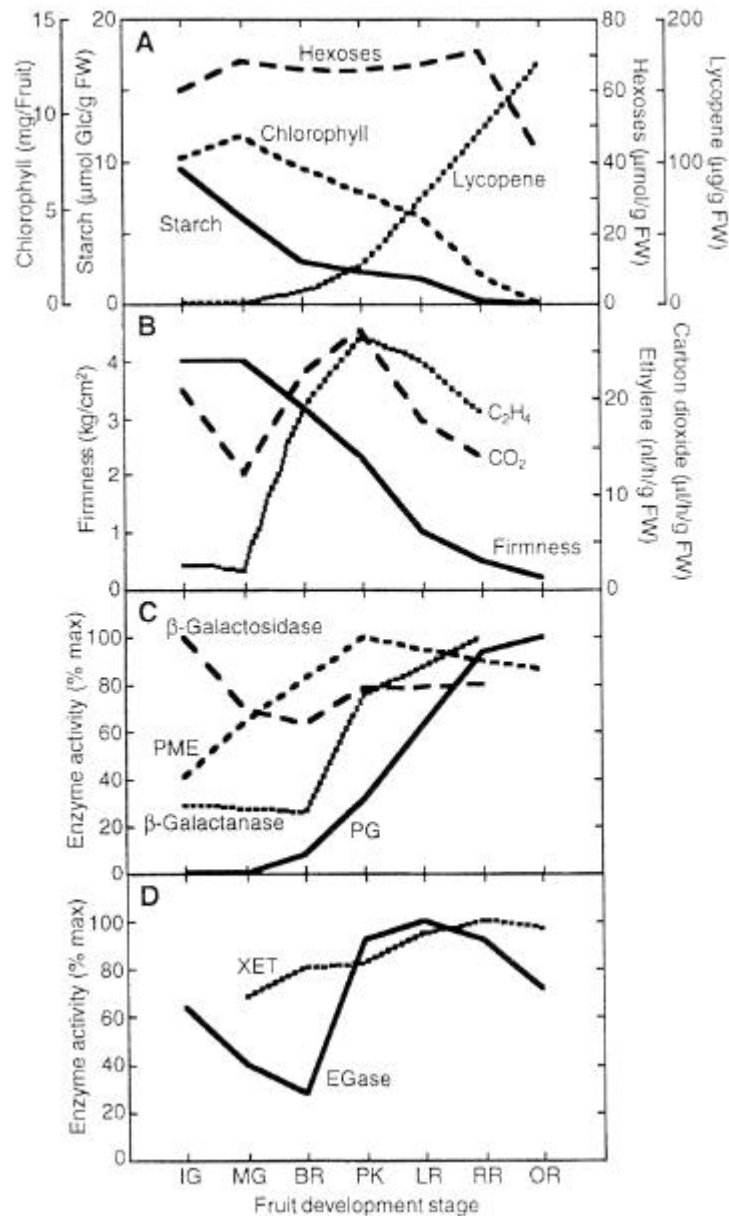 A
Chlorophyll (mg/Fruit)
15
10
5
0
Starch (μmol Glc/g FW)
20
10
0
Hexoses
Chlorophyll
Starch
Lycopene
80
60
40
20
0
Hexoses (μmol/g FW)
200
100
0
Lycopene (μg/g FW)
B
Firmness (kg/cm²)
4
3
2
1
0
C₂H₄
CO₂
Firmness
20
10
0
Ethylene (nl/h/g FW)
Carbon dioxide (μl/h/g FW)
C
Enzyme activity (% max)
100
80
60
40
20
0
β-Galactosidase
PME
β-Galactanase
PG
D
Enzyme activity (% max)
100
80
60
40
20
0
XET
EGase
IG MG BR PK LR RR OR
Fruit development stage